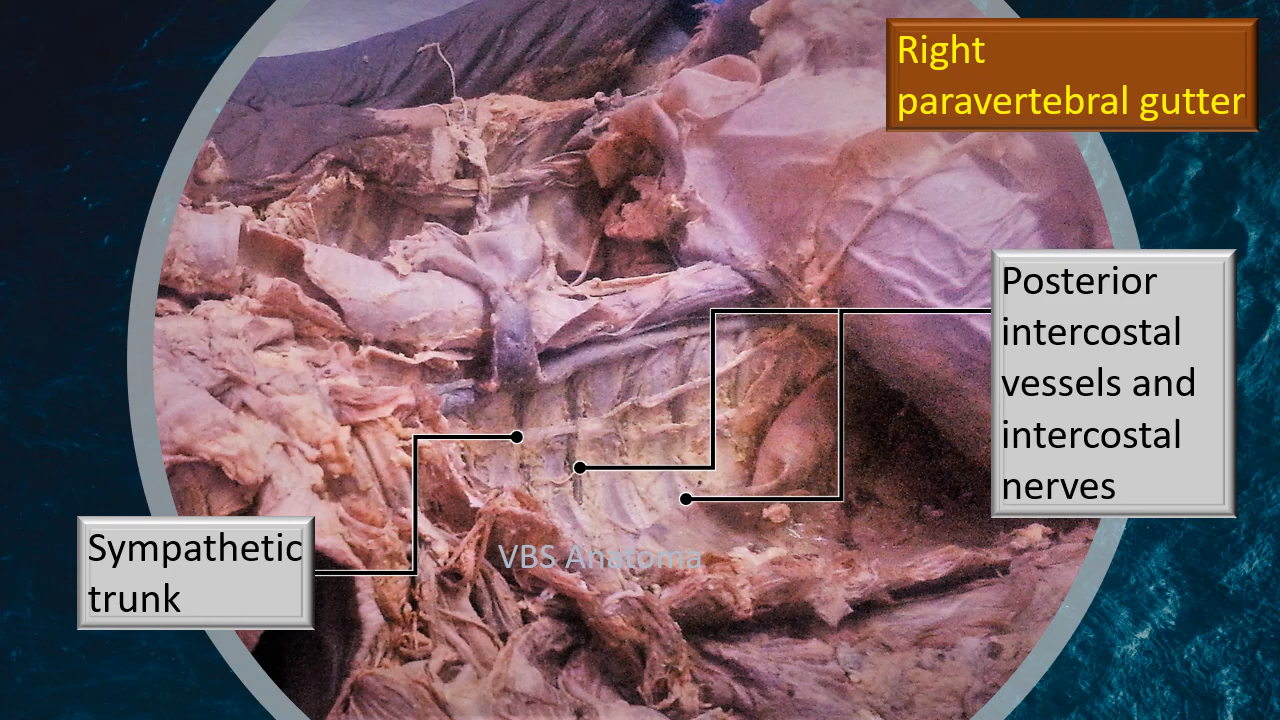 Right
paravertebral gutter
Posterior
intercostal
vessels and
intercostal
nerves
Sympathetic
trunk
VBS Anatoma